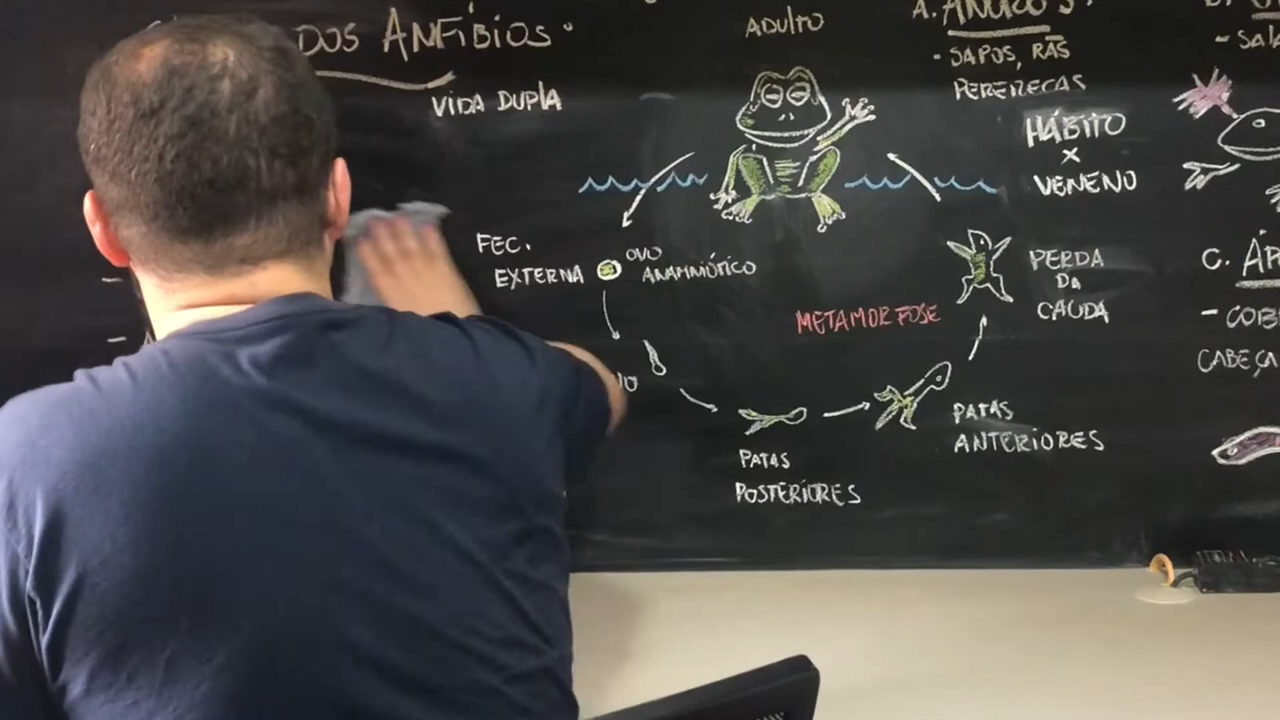 DOS ANFÍBIOS
VIDA DUPLA
ADULTO
A. ANUROS:
- SAPOS, RÃS
PERERECAS
HÁBITO
X
VENENO
FEC.
EXTERNA
OVO
ANAMNIÓTICO
METAMORFOSE
PERDA
DA
CAUDA
PATAS
ANTERIORES
PATAS
POSTERIORES
C.